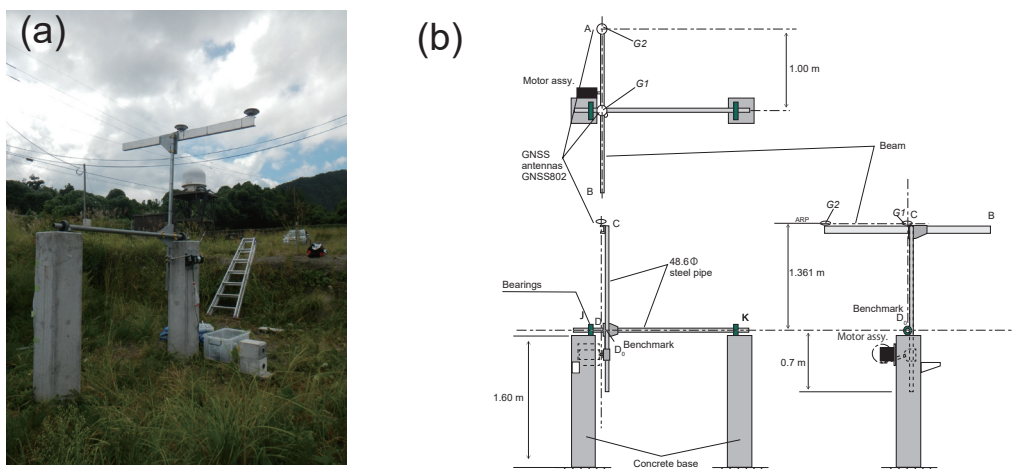 (a)
(b)
A
G2
1.00 m
Motor assy.
G1
GNSS
antennas
GNSS802
Beam
B
C
G2
ARP
G1
C
B
1.361 m
48.6Φ
steel pipe
Bearings
J
D
K
D₀
Benchmark
Benchmark
D₀
Motor assy.
0.7 m
1.60 m
Concrete base